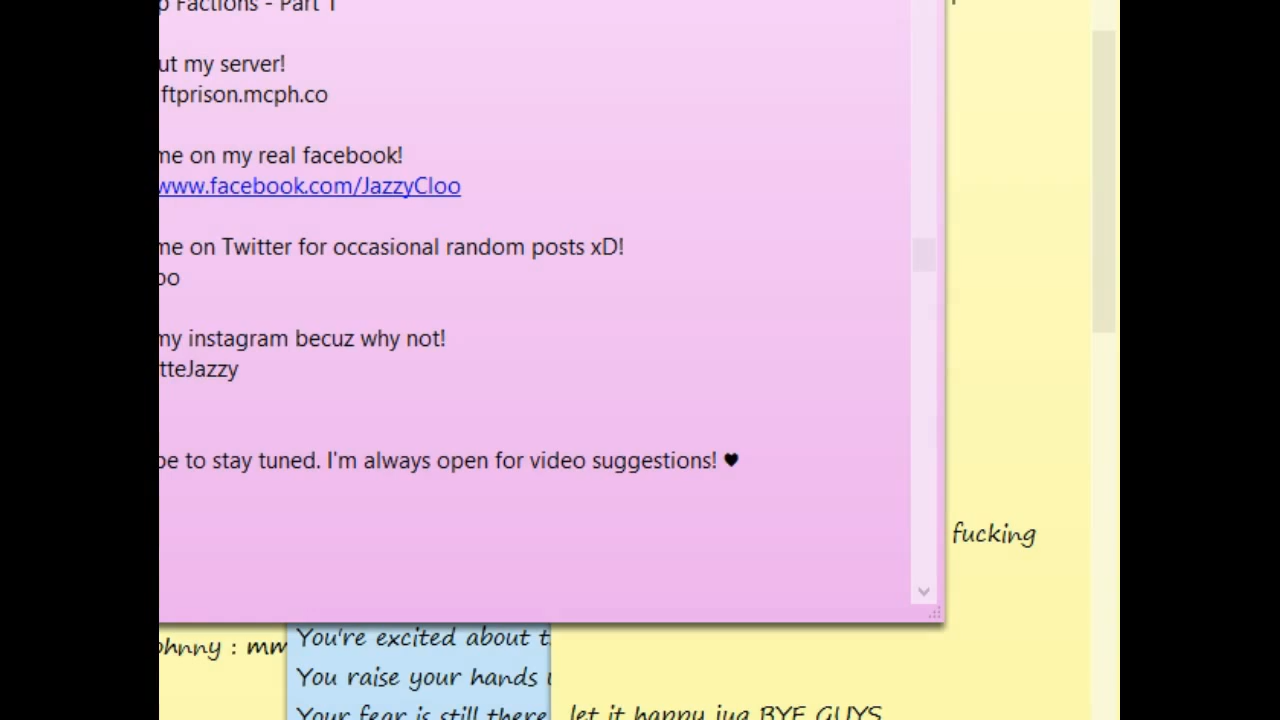 Factions - Part 1
ut my server!
ftprison.mcph.co
me on my real facebook!
www.facebook.com/JazzyCloo
me on Twitter for occasional random posts xD!
oo
my instagram becuz why not!
tteJazzy
be to stay tuned. I'm always open for video suggestions! ♥
fucking
ohnny : mm
You're excited about t
You raise your hands
Your fear is still there
let it happy jug BYE GUYS